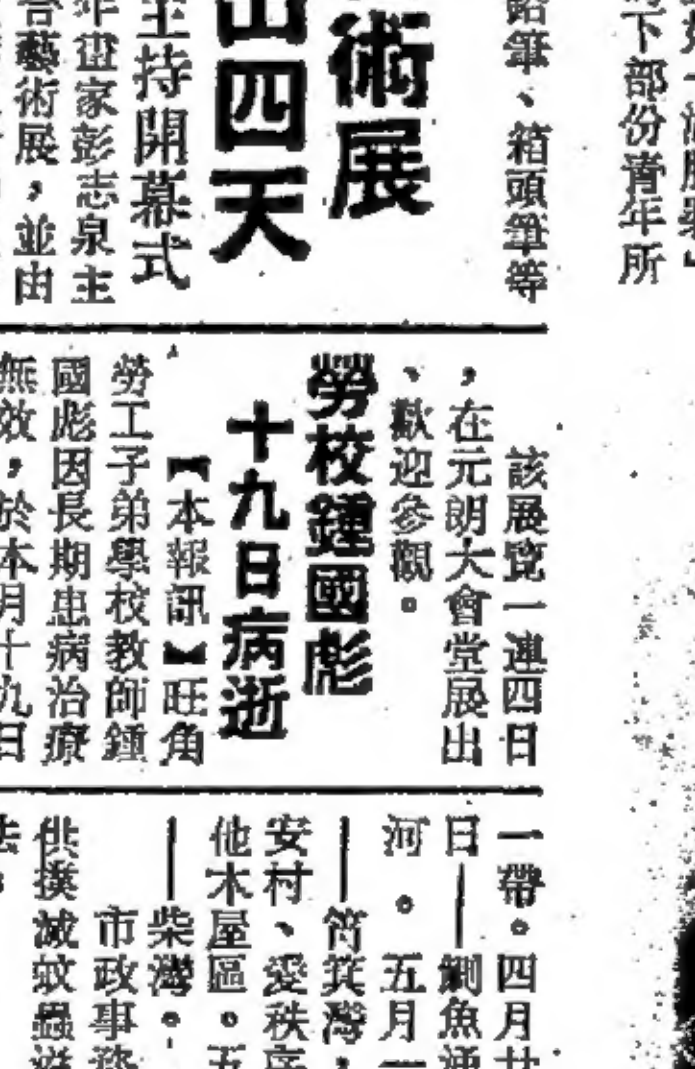 下部份青年所
鉛筆、箱頭筆等
術展
山四天
主持開幕式
畫家彭志泉主
藝術展，並由
該展覽一連四日
，在元朗大會堂展出
、歡迎參觀。
勞校鍾國彪
十九日病逝
【本報訊】旺角
勞工子弟學校教師鍾
國彪因長期患病治療
無效，於本月十九日
一帶。四月廿
日——鰂魚涌
河。五月一
——筲箕灣，
安村、愛秩序
他木屋區。五
——柴灣。
市政事務
供撲滅蚊蟲滋
法。